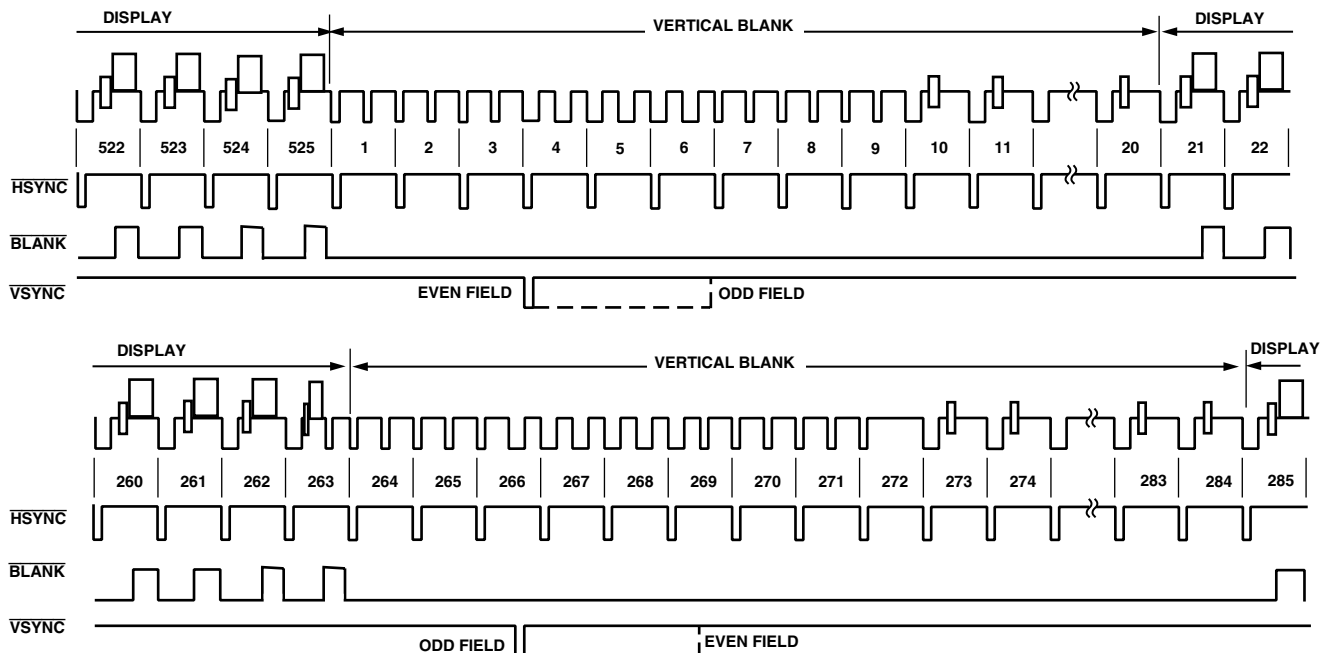 DISPLAY VERTICAL BLANK DISPLAY
522 523 524 525 1 2 3 4 5 6 7 8 9 10 11 20 21 22
HSYNC
BLANK
VSYNC
EVEN FIELD ODD FIELD
DISPLAY VERTICAL BLANK DISPLAY
260 261 262 263 264 265 266 267 268 269 270 271 272 273 274 283 284 285
HSYNC
BLANK
VSYNC
ODD FIELD EVEN FIELD